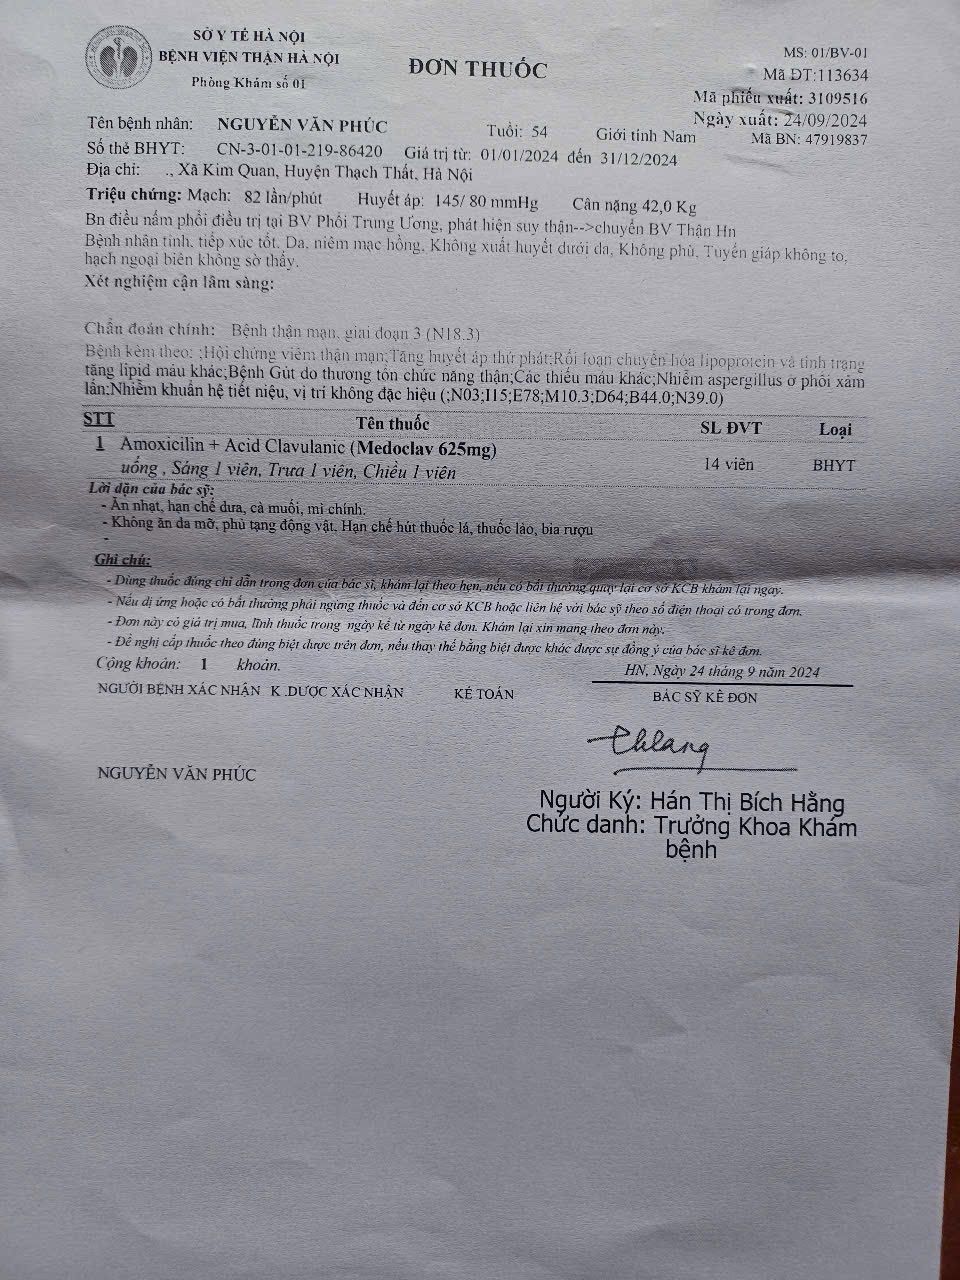 SỞ Y TẾ HÀ NỘI
BỆNH VIỆN THẬN HÀ NỘI
Phòng Khám số 01
ĐƠN THUỐC
MS: 01/BV-01
Mã ĐT:113634
Mã phiếu xuất: 3109516
Ngày xuất: 24/09/2024
Tên bệnh nhân: NGUYỄN VĂN PHÚC Tuổi: 54 Giới tính Nam Mã BN: 47919837
Số thẻ BHYT: CN-3-01-01-219-86420 Giá trị từ: 01/01/2024 đến 31/12/2024
Địa chỉ: ., Xã Kim Quan, Huyện Thạch Thất, Hà Nội
Triệu chứng: Mạch: 82 lần/phút Huyết áp: 145/ 80 mmHg Cân nặng 42,0 Kg
Bn điều nấm phổi điều trị tại BV Phổi Trung Ương, phát hiện suy thận-->chuyển BV Thận Hn
Bệnh nhân tỉnh, tiếp xúc tốt, Da, niêm mạc hồng, Không xuất huyết dưới da, Không phù, Tuyến giáp không to,
hạch ngoại biên không sờ thấy.
Xét nghiệm cận lâm sàng:
Chẩn đoán chính: Bệnh thận mạn, giai đoạn 3 (N18.3)
Bệnh kèm theo: ;Hội chứng viêm thận mạn;Tăng huyết áp thứ phát;Rối loạn chuyển hóa lipoprotein và tình trạng
tăng lipid máu khác;Bệnh Gút do thương tổn chức năng thận;Các thiếu máu khác;Nhiễm aspergillus ở phổi xâm
lấn;Nhiễm khuẩn hệ tiết niệu, vị trí không đặc hiệu (;N03;I15;E78;M10.3;D64;B44.0;N39.0)
STT Tên thuốc SL ĐVT Loại
1 Amoxicilin + Acid Clavulanic (Medoclav 625mg)
uống , Sáng 1 viên, Trưa 1 viên, Chiều 1 viên 14 viên BHYT
Lời dặn của bác sỹ:
- Ăn nhạt, hạn chế dưa, cà muối, mì chính.
- Không ăn da mỡ, phủ tạng động vật. Hạn chế hút thuốc lá, thuốc lào, bia rượu
-
Ghi chú:
- Dùng thuốc đúng chỉ dẫn trong đơn của bác sĩ, khám lại theo hẹn, nếu có bất thường quay lại cơ sở KCB khám lại ngay.
- Nếu dị ứng hoặc có bất thường phải ngừng thuốc và đến cơ sở KCB hoặc liên hệ với bác sỹ theo số điện thoại có trong đơn.
- Đơn này có giá trị mua, lĩnh thuốc trong ngày kể từ ngày kê đơn. Khám lại xin mang theo đơn này.
- Đề nghị cấp thuốc theo đúng biệt dược trên đơn, nếu thay thế bằng biệt dược khác được sự đồng ý của bác sĩ kê đơn.
Cộng khoản: 1 khoản.
HN, Ngày 24 tháng 9 năm 2024
NGƯỜI BỆNH XÁC NHẬN K .DƯỢC XÁC NHẬN KẾ TOÁN BÁC SỸ KÊ ĐƠN
NGUYỄN VĂN PHÚC
Người Ký: Hán Thị Bích Hằng
Chức danh: Trưởng Khoa Khám
bệnh